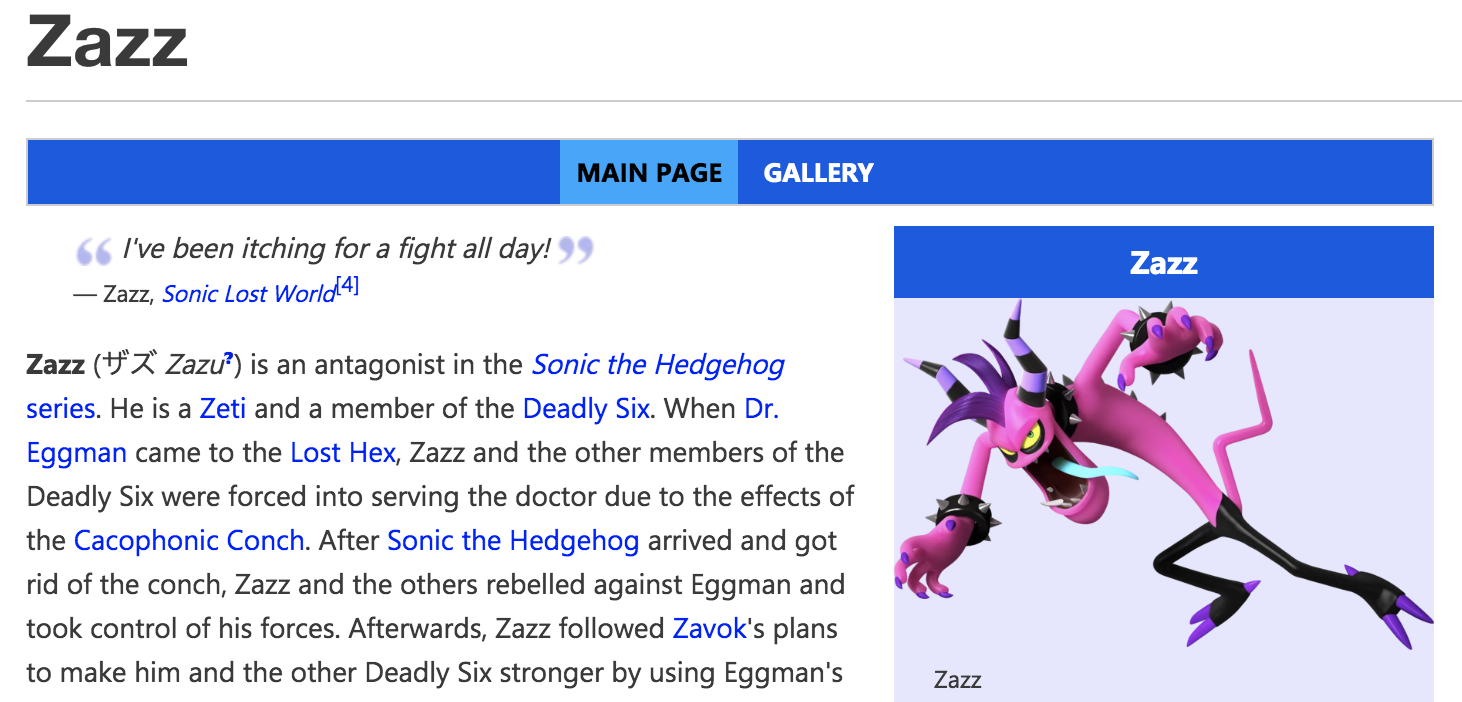 Zazz
MAIN PAGE
GALLERY
“ I've been itching for a fight all day! ”
— Zazz, Sonic Lost World[4]
Zazz (ザズ Zazu?) is an antagonist in the Sonic the Hedgehog
series. He is a Zeti and a member of the Deadly Six. When Dr.
Eggman came to the Lost Hex, Zazz and the other members of the
Deadly Six were forced into serving the doctor due to the effects of
the Cacophonic Conch. After Sonic the Hedgehog arrived and got
rid of the conch, Zazz and the others rebelled against Eggman and
took control of his forces. Afterwards, Zazz followed Zavok's plans
to make him and the other Deadly Six stronger by using Eggman's
Zazz
Zazz